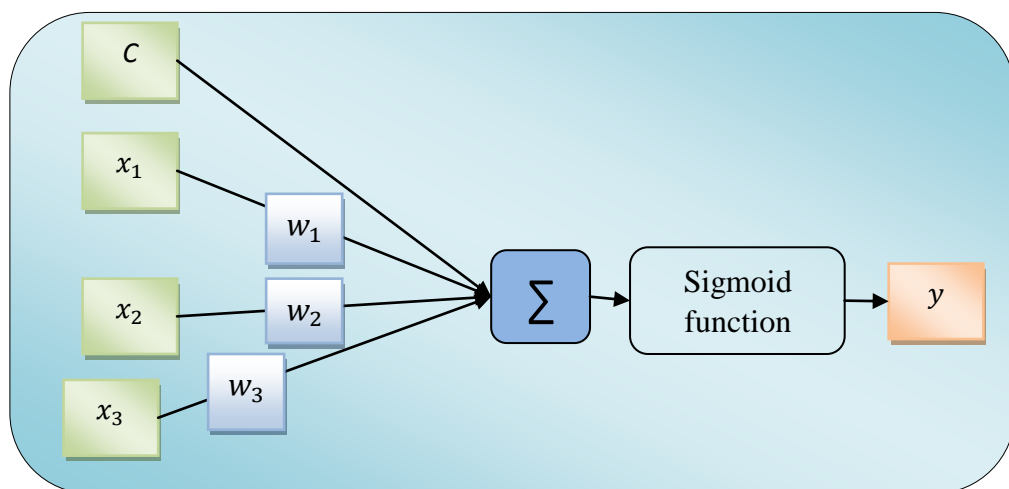 C
x₁
w₁
x₂
w₂
x₃
w₃
∑
Sigmoid
function
y